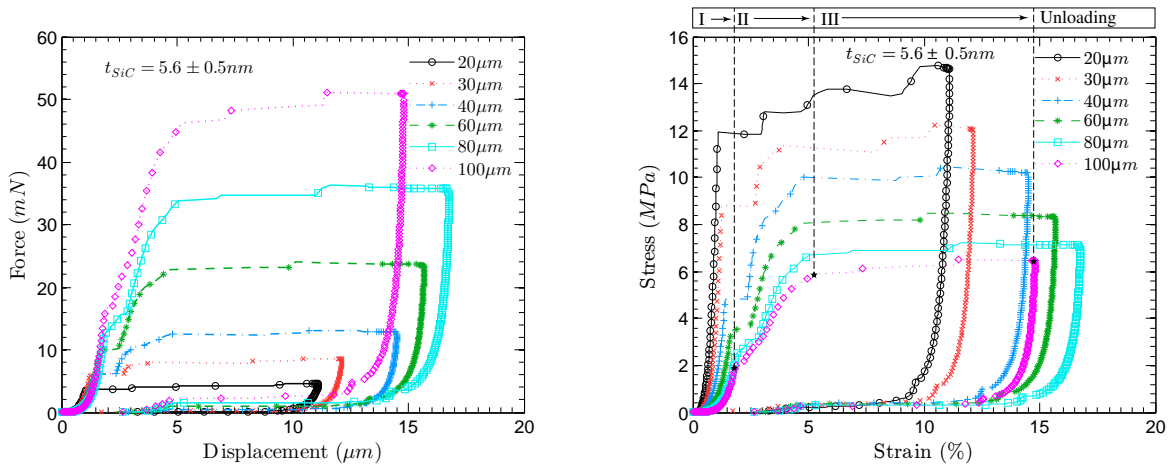 t_SiC = 5.6 ± 0.5nm
20μm
30μm
40μm
60μm
80μm
100μm
60
50
40
30
20
10
0
Force (mN)
0 5 10 15 20
Displacement (μm)
I II III Unloading
t_SiC = 5.6 ± 0.5nm
20μm
30μm
40μm
60μm
80μm
100μm
16
14
12
10
8
6
4
2
0
Stress (MPa)
0 5 10 15 20
Strain (%)